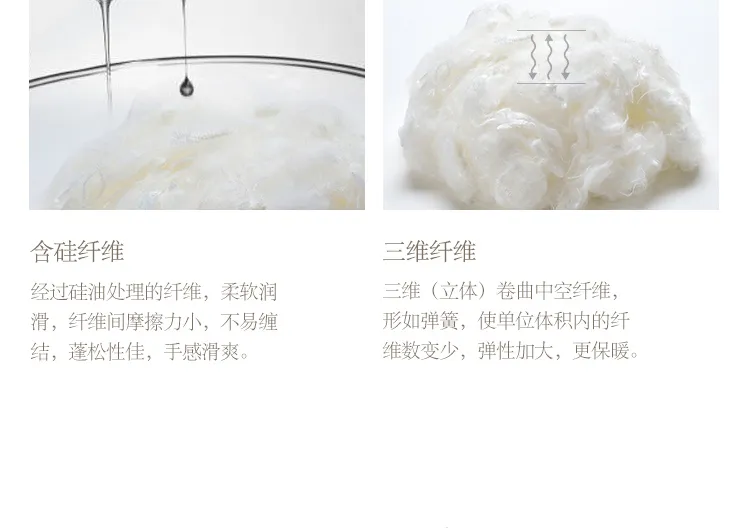 含硅纤维
经过硅油处理的纤维，柔软润
滑，纤维间摩擦力小，不易缠
结，蓬松性佳，手感滑爽。
三维纤维
三维（立体）卷曲中空纤维，
形如弹簧，使单位体积内的纤
维数变少，弹性加大，更保暖。